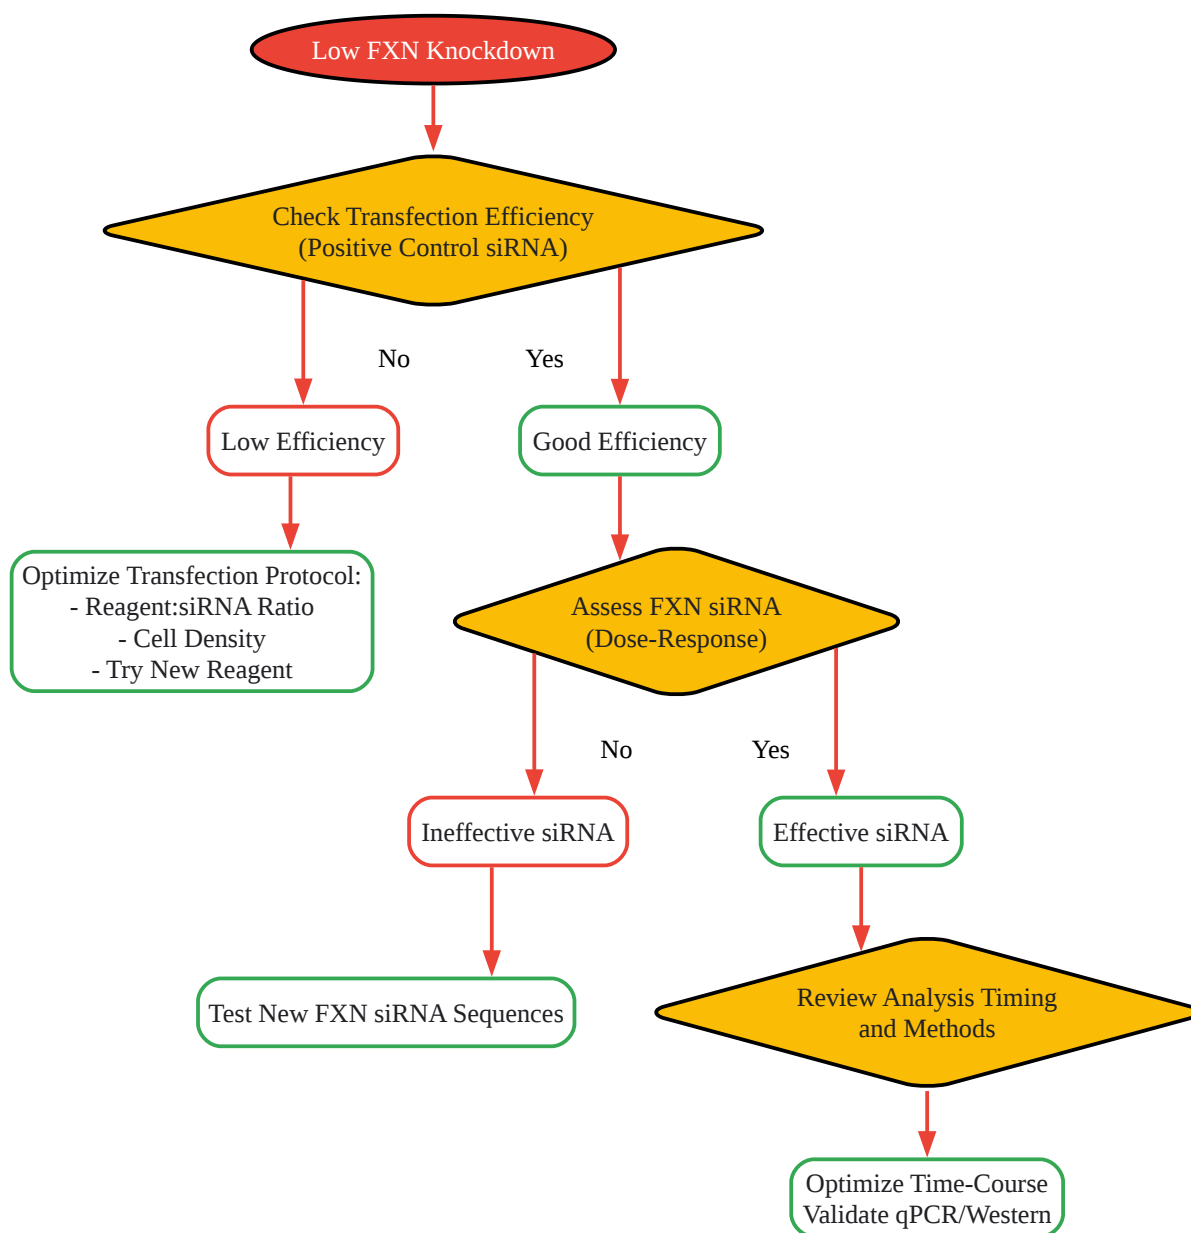 Low FXN Knockdown
Check Transfection Efficiency
(Positive Control siRNA)
No
Yes
Low Efficiency
Good Efficiency
Optimize Transfection Protocol:
- Reagent:siRNA Ratio
- Cell Density
- Try New Reagent
Assess FXN siRNA
(Dose-Response)
No
Yes
Ineffective siRNA
Effective siRNA
Test New FXN siRNA Sequences
Review Analysis Timing
and Methods
Optimize Time-Course
Validate qPCR/Western